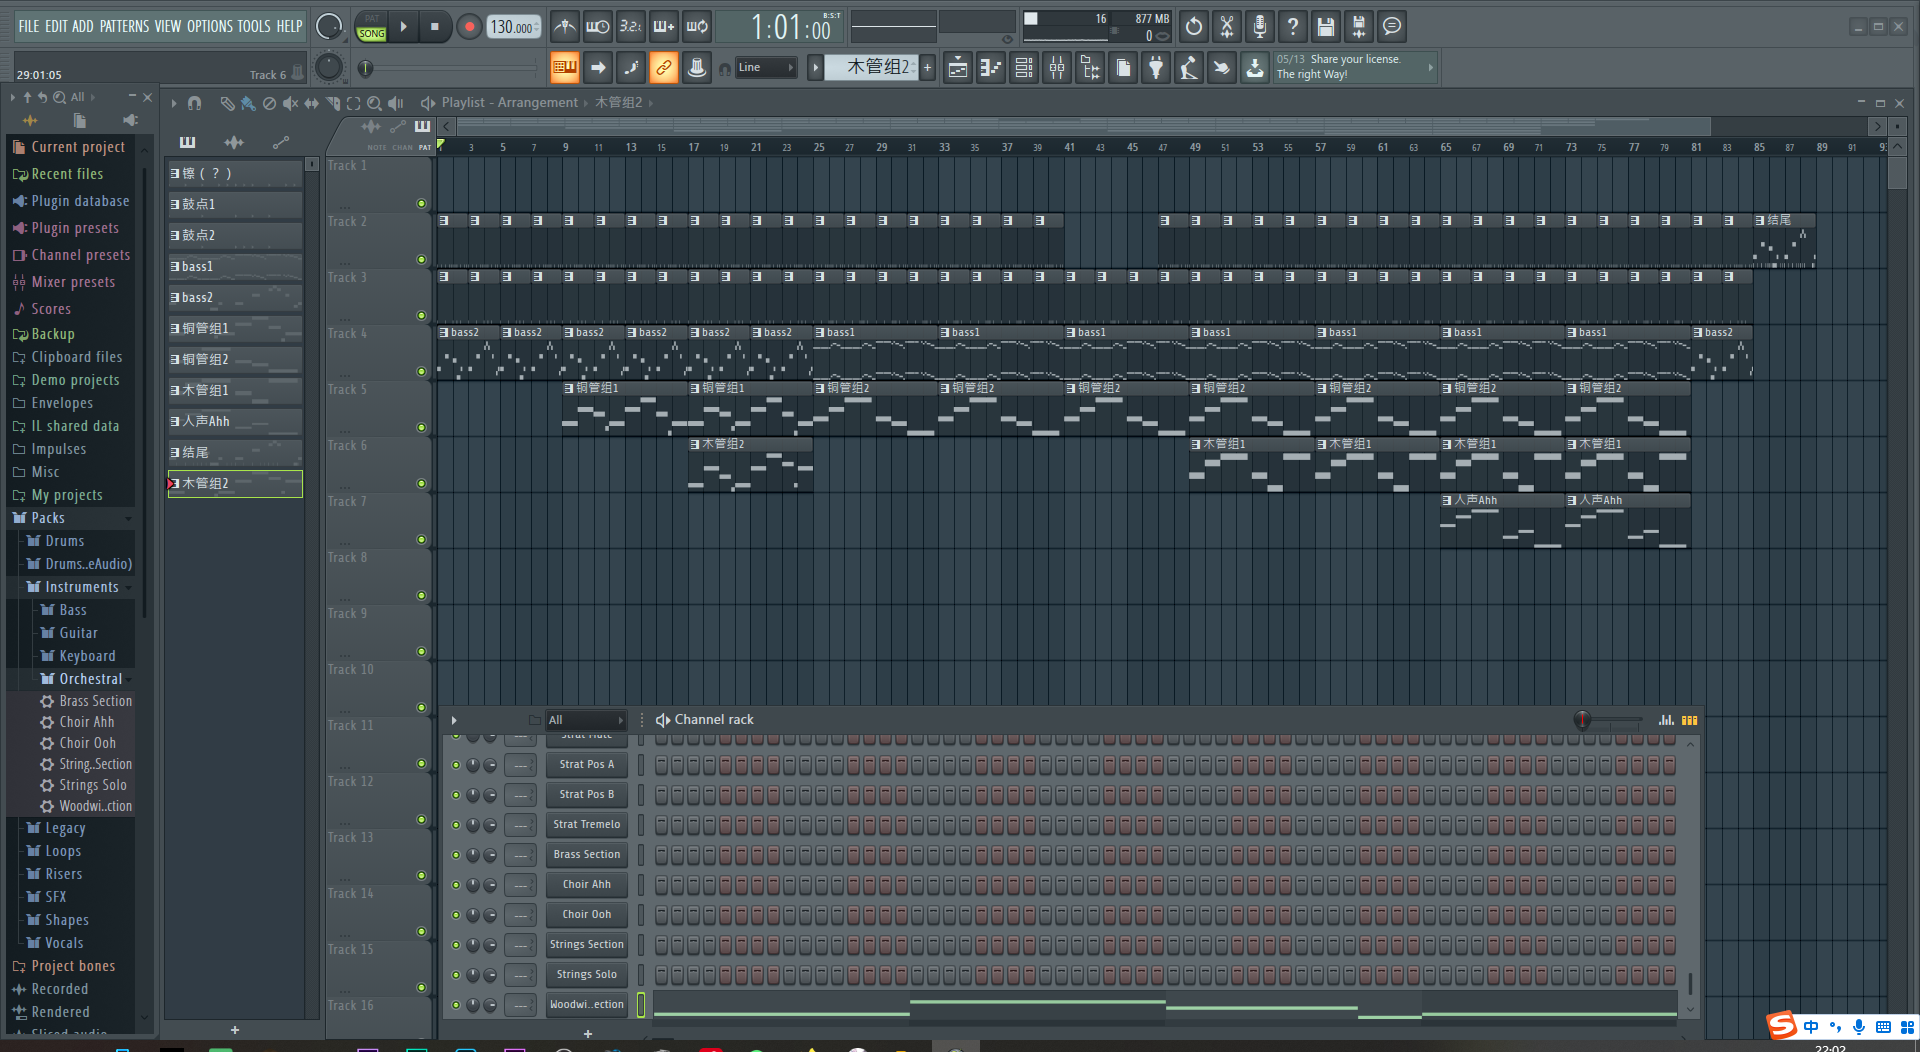 FILE EDIT ADD PATTERNS VIEW OPTIONS TOOLS HELP
PAT
SONG
130.000
3.2.
1:01:00
B:S:T
16
877 MB
0
29:01:05
Track 6
Line
木管组2
05/13 Share your license.
The right Way!
All
Playlist - Arrangement
木管组2
NOTE CHAN PAT
1 3 5 7 9 11 13 15 17 19 21 23 25 27 29 31 33 35 37 39 41 43 45 47 49 51 53 55 57 59 61 63 65 67 69 71 73 75 77 79 81 83 85 87 89 91 93
Current project
Recent files
Plugin database
Plugin presets
Channel presets
Mixer presets
Scores
Backup
Clipboard files
Demo projects
Envelopes
IL shared data
Impulses
Misc
My projects
Packs
Drums
Drums..eAudio)
Instruments
Bass
Guitar
Keyboard
Orchestral
Brass Section
Choir Ahh
Choir Ooh
String..Section
Strings Solo
Woodwi..ction
Legacy
Loops
Risers
SFX
Shapes
Vocals
Project bones
Recorded
Rendered
Sliced audio
镲（？）
鼓点1
鼓点2
bass1
bass2
铜管组1
铜管组2
木管组1
人声Ahh
结尾
木管组2
Track 1
Track 2
结尾
Track 3
Track 4
bass2 bass2 bass2 bass2 bass2 bass2 bass1 bass1 bass1 bass1 bass1 bass1 bass1 bass2
Track 5
铜管组1 铜管组1 铜管组2 铜管组2 铜管组2 铜管组2 铜管组2 铜管组2 铜管组2
Track 6
木管组2 木管组1 木管组1 木管组1 木管组1
Track 7
人声Ahh 人声Ahh
Track 8
Track 9
Track 10
Track 11
Track 12
Track 13
Track 14
Track 15
Track 16
All
Channel rack
Strat Mute
Strat Pos A
Strat Pos B
Strat Tremelo
Brass Section
Choir Ahh
Choir Ooh
Strings Section
Strings Solo
Woodwi..ection
中
22:02